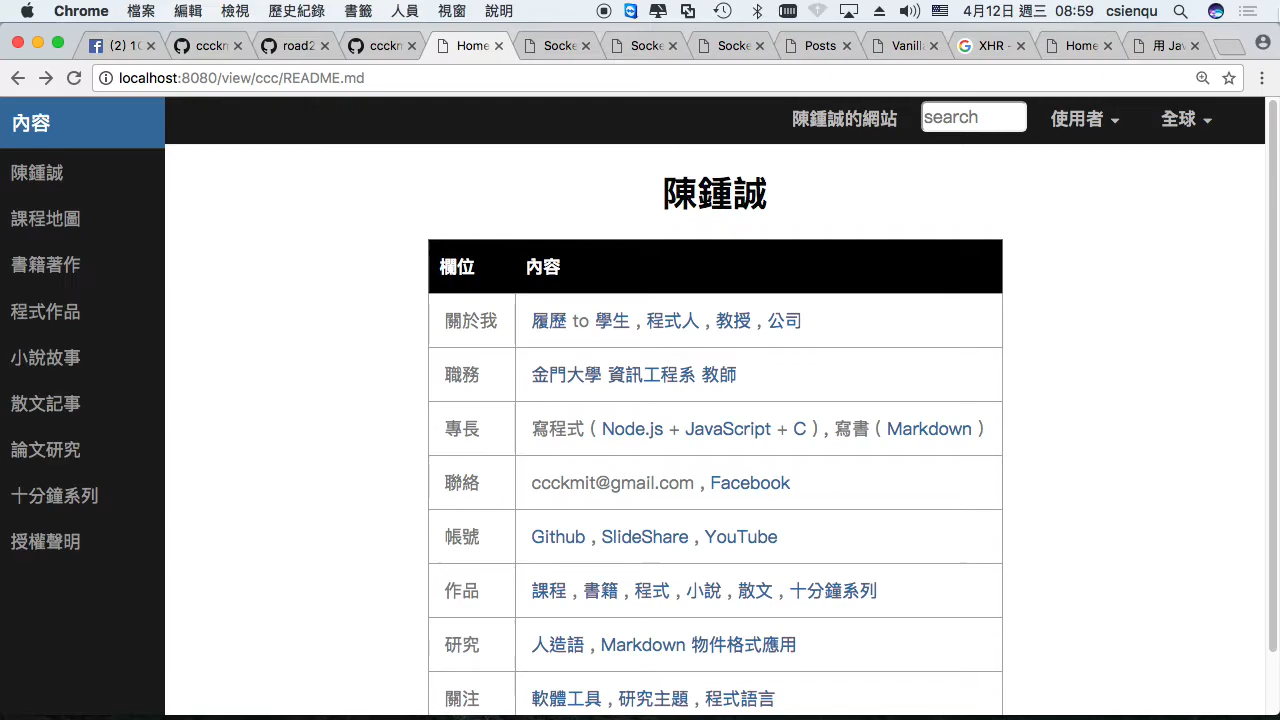 Chrome 檔案 編輯 檢視 歷史紀錄 書籤 人員 視窗 說明 4月12日 週三 08:59 csienqu
(2) 1 ccckn road2 ccckn Home Socke Socke Socke Posts Vanill XHR - Home 用 Jav
localhost:8080/view/ccc/README.md
內容
陳鍾誠的網站 search 使用者 全球
陳鍾誠
課程地圖
書籍著作
程式作品
小說故事
散文記事
論文研究
十分鐘系列
授權聲明
陳鍾誠
欄位 內容
關於我 履歷 to 學生 , 程式人 , 教授 , 公司
職務 金門大學 資訊工程系 教師
專長 寫程式 ( Node.js + JavaScript + C ) , 寫書 ( Markdown )
聯絡 ccckmit@gmail.com , Facebook
帳號 Github , SlideShare , YouTube
作品 課程 , 書籍 , 程式 , 小說 , 散文 , 十分鐘系列
研究 人造語 , Markdown 物件格式應用
關注 軟體工具 , 研究主題 , 程式語言